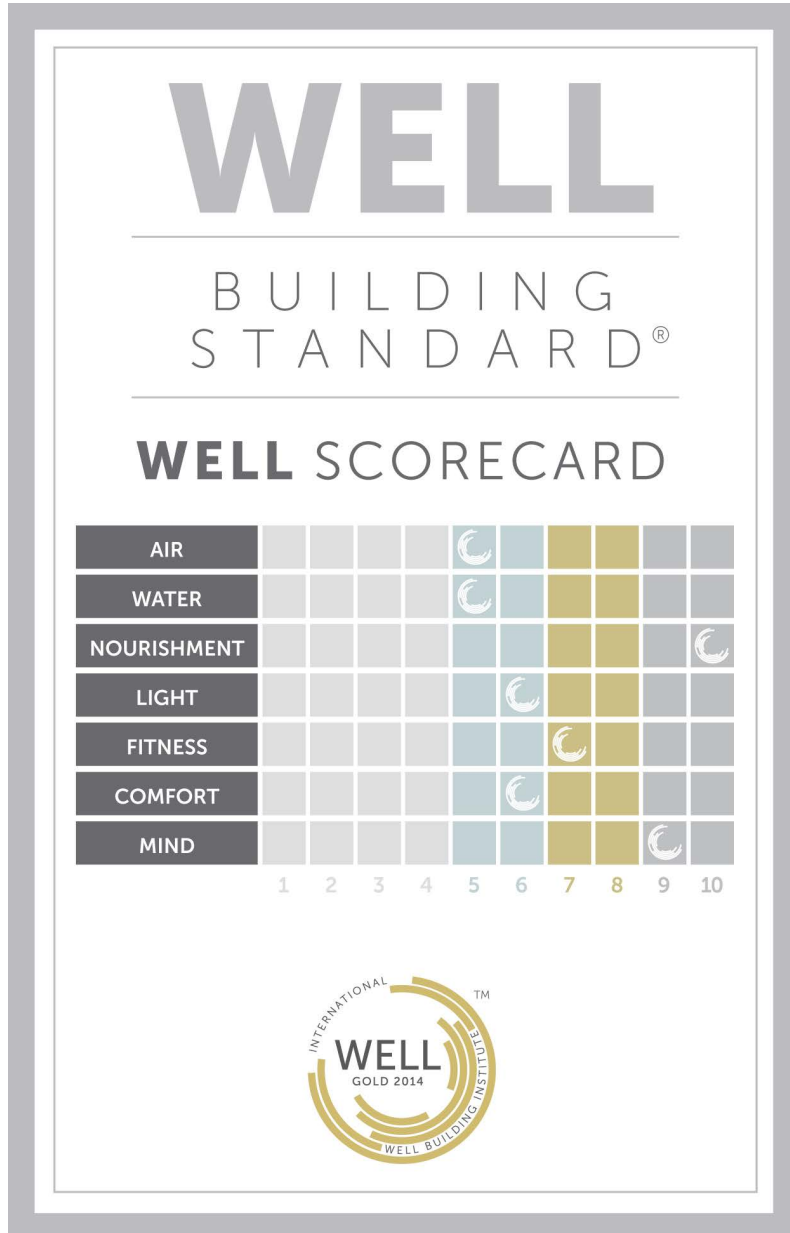 WELL
BUILDING
STANDARD®
WELL SCORECARD
AIR
WATER
NOURISHMENT
LIGHT
FITNESS
COMFORT
MIND
1 2 3 4 5 6 7 8 9 10
INTERNATIONAL
TM
WELL
GOLD 2014
WELL BUILDING INSTITUTE